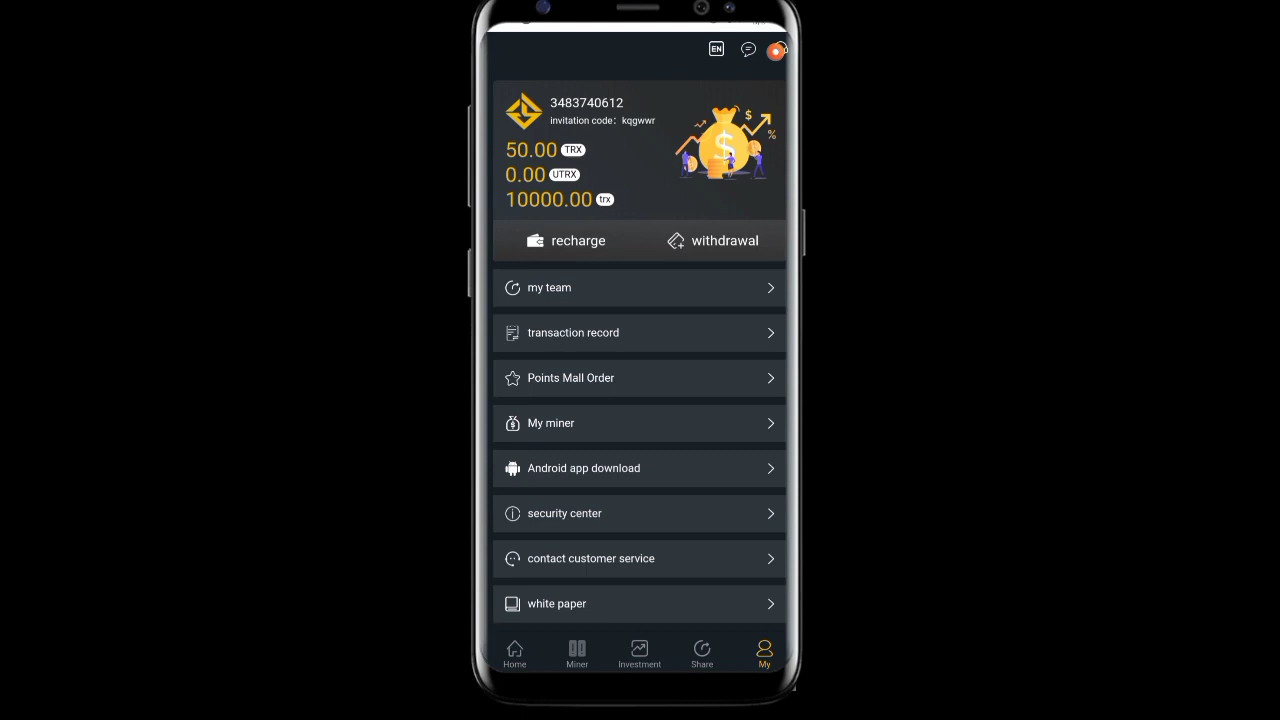 EN
3483740612
invitation code: kqgwwr
50.00 TRX
0.00 UTRX
10000.00 trx
recharge withdrawal
my team
transaction record
Points Mall Order
My miner
Android app download
security center
contact customer service
white paper
Home Miner Investment Share My